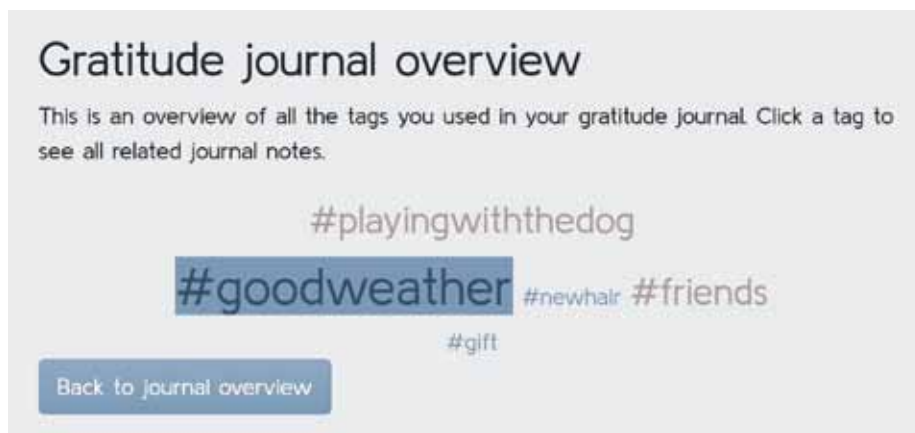 Gratitude journal overview
This is an overview of all the tags you used in your gratitude journal. Click a tag to
see all related journal notes.
#playingwiththedog
#goodweather #newhair #friends
#gift
Back to journal overview